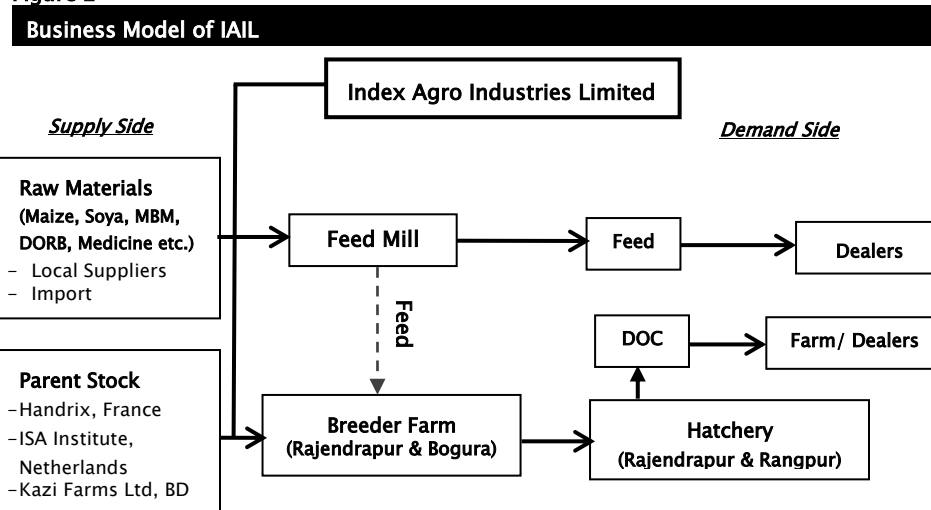 Figure 2
Business Model of IAIL
Index Agro Industries Limited
Supply Side
Demand Side
Raw Materials
(Maize, Soya, MBM,
DORB, Medicine etc.)
– Local Suppliers
– Import
Feed Mill
Feed
Dealers
Feed
DOC
Farm/ Dealers
Parent Stock
–Handrix, France
–ISA Institute,
Netherlands
–Kazi Farms Ltd, BD
Breeder Farm
(Rajendrapur & Bogura)
Hatchery
(Rajendrapur & Rangpur)